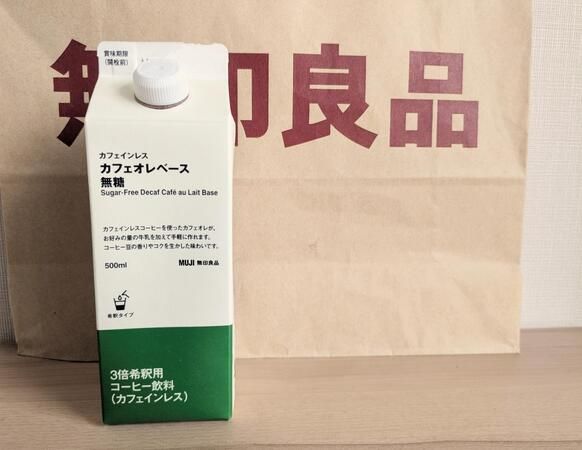 無印良品
賞味期限
(開栓前)
カフェインレス
カフェオレベース
無糖
Sugar-Free Decaf Café au Lait Base
カフェインレスコーヒーを使ったカフェオレが、
お好みの量の牛乳を加えて手軽に作れます。
コーヒー豆の香りやコクを生かした味わいです。
500ml
MUJI 無印良品
希釈タイプ
3倍希釈用
コーヒー飲料
(カフェインレス)